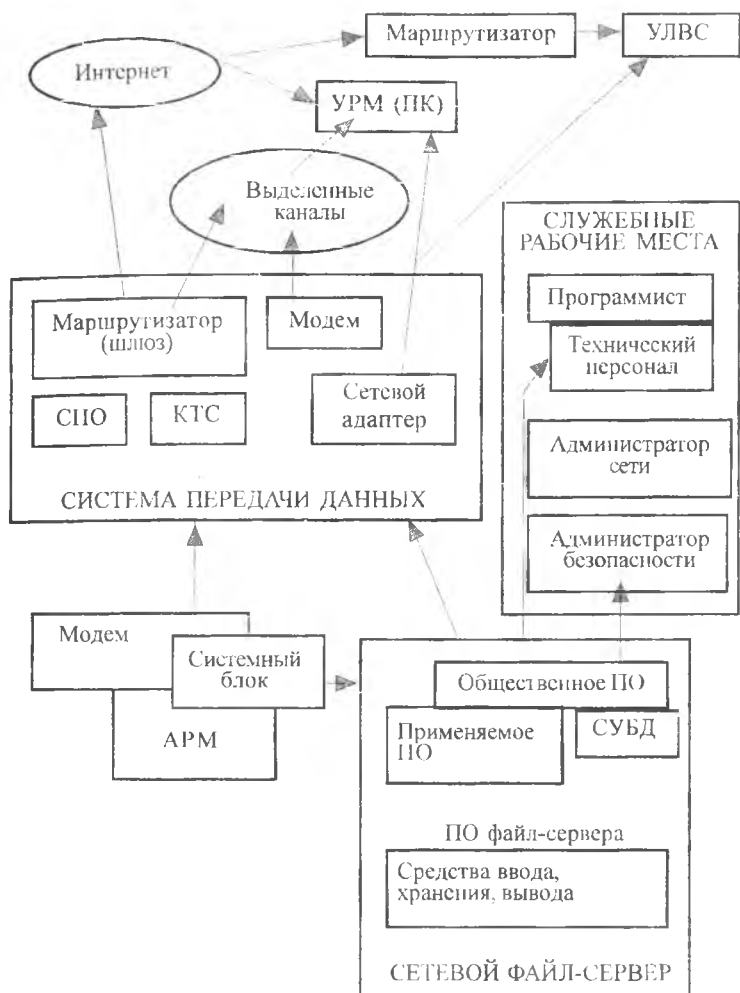 Маршрутизатор
УЛВС
Интернет
УРМ (ПК)
Выделенные
каналы
СЛУЖЕБНЫЕ
РАБОЧИЕ МЕСТА
Программист
Технический
персонал
Администратор
сети
Администратор
безопасности
Маршрутизатор
(шлюз)
Модем
СПО
КТС
Сетевой
адаптер
СИСТЕМА ПЕРЕДАЧИ ДАННЫХ
Модем
Системный
блок
АРМ
Общественное ПО
Применяемое
ПО
СУБД
ПО файл-сервера
Средства ввода,
хранения, вывода
СЕТЕВОЙ ФАЙЛ-СЕРВЕР